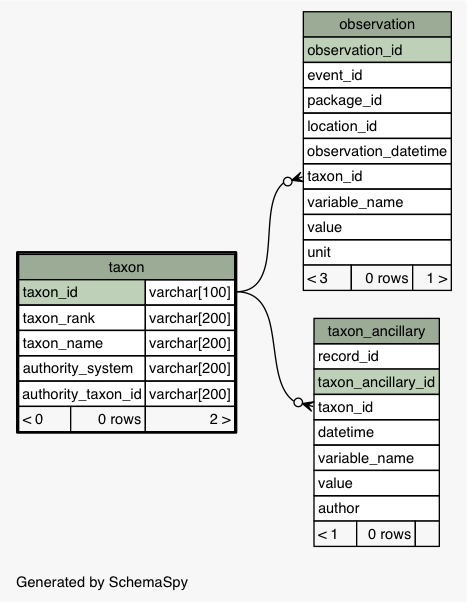 observation
observation_id
event_id
package_id
location_id
observation_datetime
taxon_id
variable_name
value
unit
< 3 0 rows 1 >
taxon
taxon_id varchar[100]
taxon_rank varchar[200]
taxon_name varchar[200]
authority_system varchar[200]
authority_taxon_id varchar[200]
< 0 0 rows 2 >
taxon_ancillary
record_id
taxon_ancillary_id
taxon_id
datetime
variable_name
value
author
< 1 0 rows
Generated by SchemaSpy